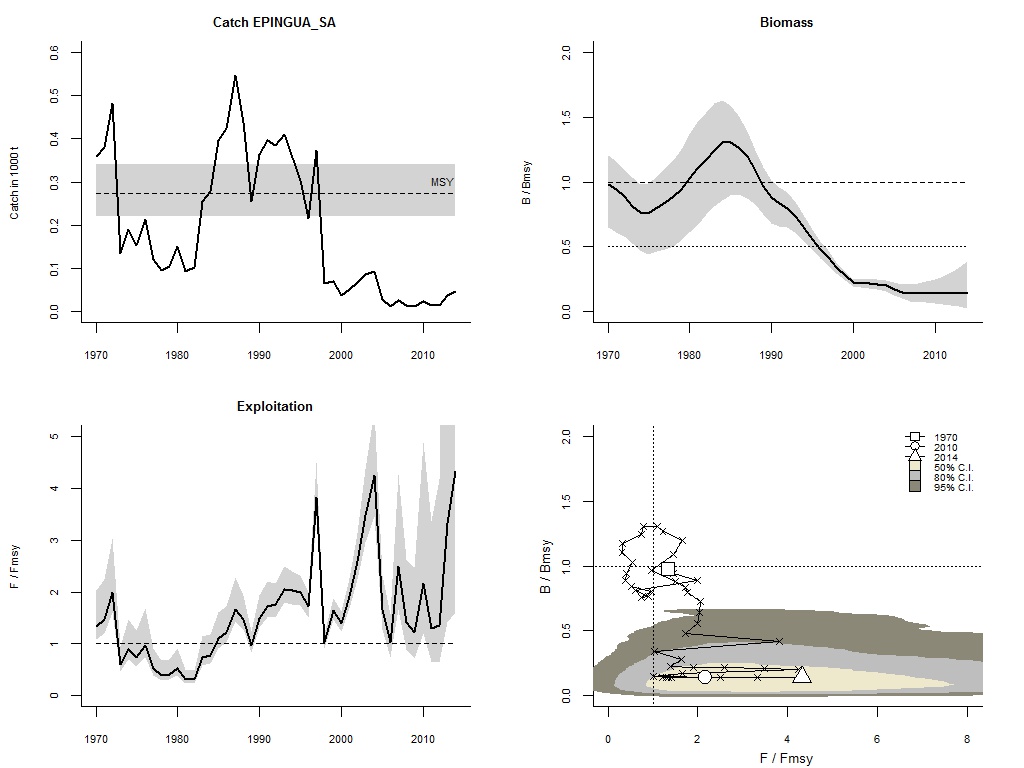 Catch EPINGUA_SA
Catch in 1000 t
0.0 0.1 0.2 0.3 0.4 0.5 0.6
MSY
1970 1980 1990 2000 2010
Biomass
B / Bmsy
0.0 0.5 1.0 1.5 2.0
1970 1980 1990 2000 2010
Exploitation
F / Fmsy
0 1 2 3 4 5
1970 1980 1990 2000 2010
B / Bmsy
0.0 0.5 1.0 1.5 2.0
1970
2010
2014
50% C.I.
80% C.I.
95% C.I.
0 2 4 6 8
F / Fmsy